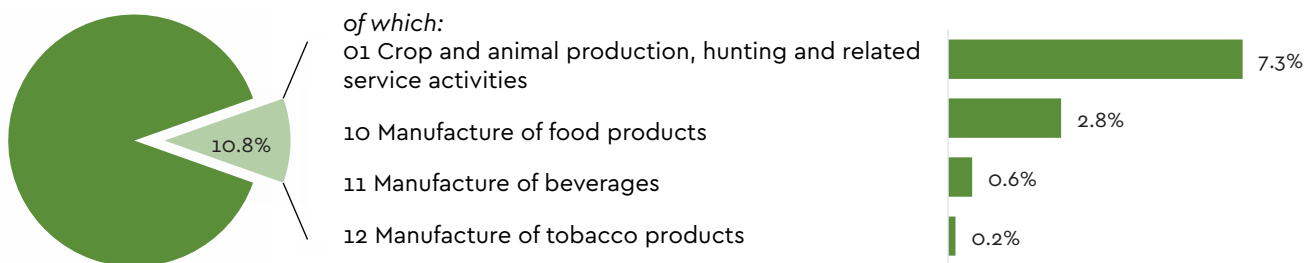 of which:
01 Crop and animal production, hunting and related
service activities
7.3%
10.8%
10 Manufacture of food products
2.8%
11 Manufacture of beverages
0.6%
12 Manufacture of tobacco products
0.2%